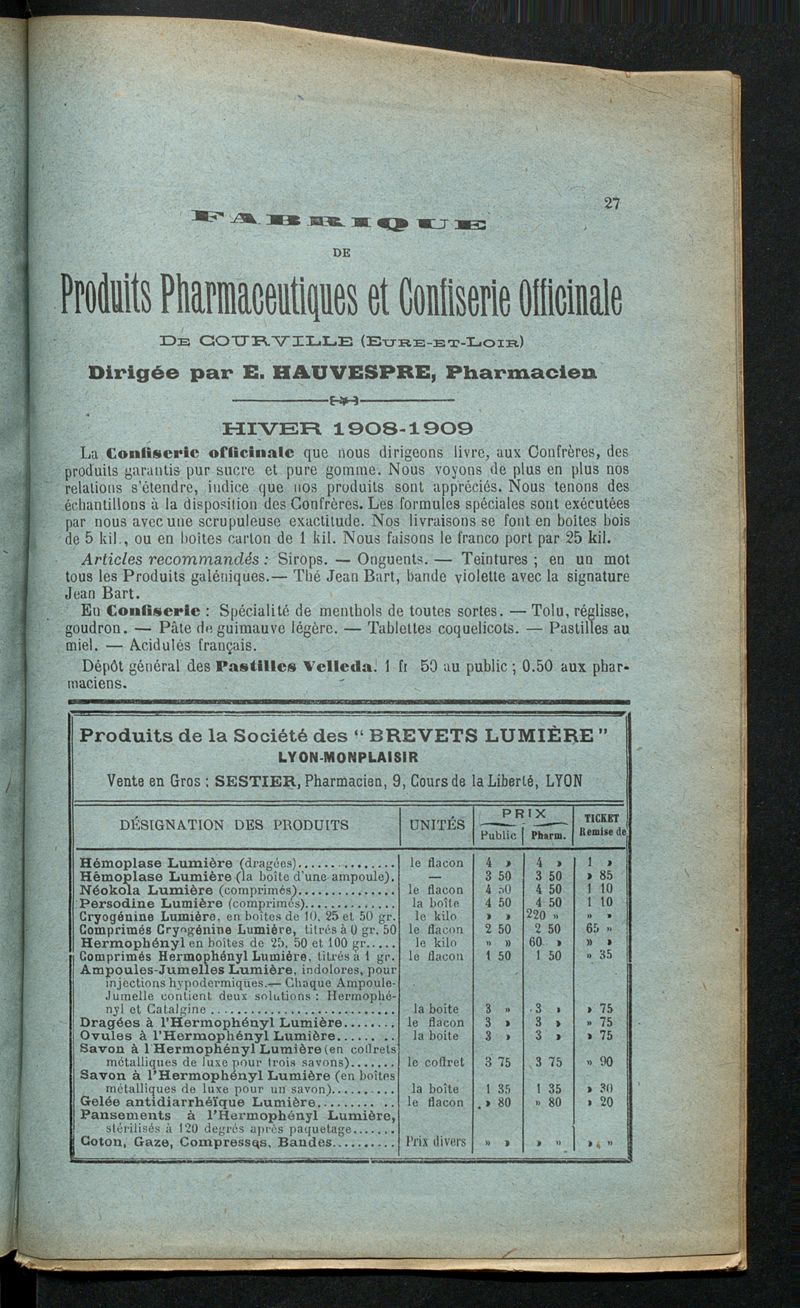 27
FABRIQUE
DE
Produits Pharmaceutiques et Confiserie Officinale
DE COURVILLE (EURE-ET-LOIR)
Dirigée par E. HAUVESPRE, Pharmacien
HIVER 1908-1909
La Confiserie officinale que nous dirigeons livre, aux Confrères, des
produits garantis pur sucre et pure gomme. Nous voyons de plus en plus nos
relations s'étendre, indice que nos produits sont appréciés. Nous tenons des
échantillons à la disposition des Confrères. Les formules spéciales sont exécutées
par nous avec une scrupuleuse exactitude. Nos livraisons se font en boites bois
de 5 kil., ou en boîtes carton de 1 kil. Nous faisons le franco port par 25 kil.
Articles recommandés : Sirops. — Onguents. — Teintures ; en un mot
tous les Produits galéniques.— Thé Jean Bart, bande violette avec la signature
Jean Bart.
En Confiserie : Spécialité de menthols de toutes sortes. — Tolu, réglisse,
goudron. — Pâte de guimauve légère. — Tablettes coquelicots. — Pastilles au
miel. — Acidulés français.
Dépôt général des Pastilles Velleda. 1 fr 50 au public ; 0.50 aux phar-
maciens.
Produits de la Société des “ BREVETS LUMIÈRE ”
LYON-MONPLAISIR
Vente en Gros : SESTIER, Pharmacien, 9, Cours de la Liberté, LYON
DÉSIGNATION DES PRODUITS UNITÉS PRIX TICKET
Public Pharm. Remise de
Hémoplase Lumière (dragées)............... le flacon 4 » 4 » 1 »
Hémoplase Lumière (la boîte d'une ampoule). — 3 50 3 50 » 85
Néokola Lumière (comprimés)............... le flacon 4 50 4 50 1 10
Persodine Lumière (comprimés).............. la boîte 4 50 4 50 1 10
Cryogénine Lumière, en boîtes de 10, 25 et 50 gr. le kilo » » 220 » » »
Comprimés Cryogénine Lumière, titrés à 0 gr. 50 le flacon 2 50 2 50 65 »
Hermophényl en boites de 25, 50 et 100 gr..... le kilo » » 60 » » »
Comprimés Hermophényl Lumière, titrés à 1 gr. le flacon 1 50 1 50 » 35
Ampoules-Jumelles Lumière, indolores, pour
injections hypodermiques.— Chaque Ampoule-
Jumelle contient deux solutions : Hermophé-
nyl et Catalgine ............................ la boîte 3 » 3 » » 75
Dragées à l'Hermophényl Lumière........ le flacon 3 » 3 » » 75
Ovules à l'Hermophényl Lumière......... la boîte 3 » 3 » » 75
Savon à l Hermophényl Lumière (en coffrets
métalliques de luxe pour trois savons)....... le coffret 3 75 3 75 » 90
Savon à l'Hermophényl Lumière (en boîtes
métalliques de luxe pour un savon).......... la boîte 1 35 1 35 » 30
Gelée antidiarrhéïque Lumière............ le flacon » 80 » 80 » 20
Pansements à l'Hermophényl Lumière,
stérilisés à 120 degrés après paquetage.......
Coton, Gaze, Compresses, Bandes.......... Prix divers » » » » » »